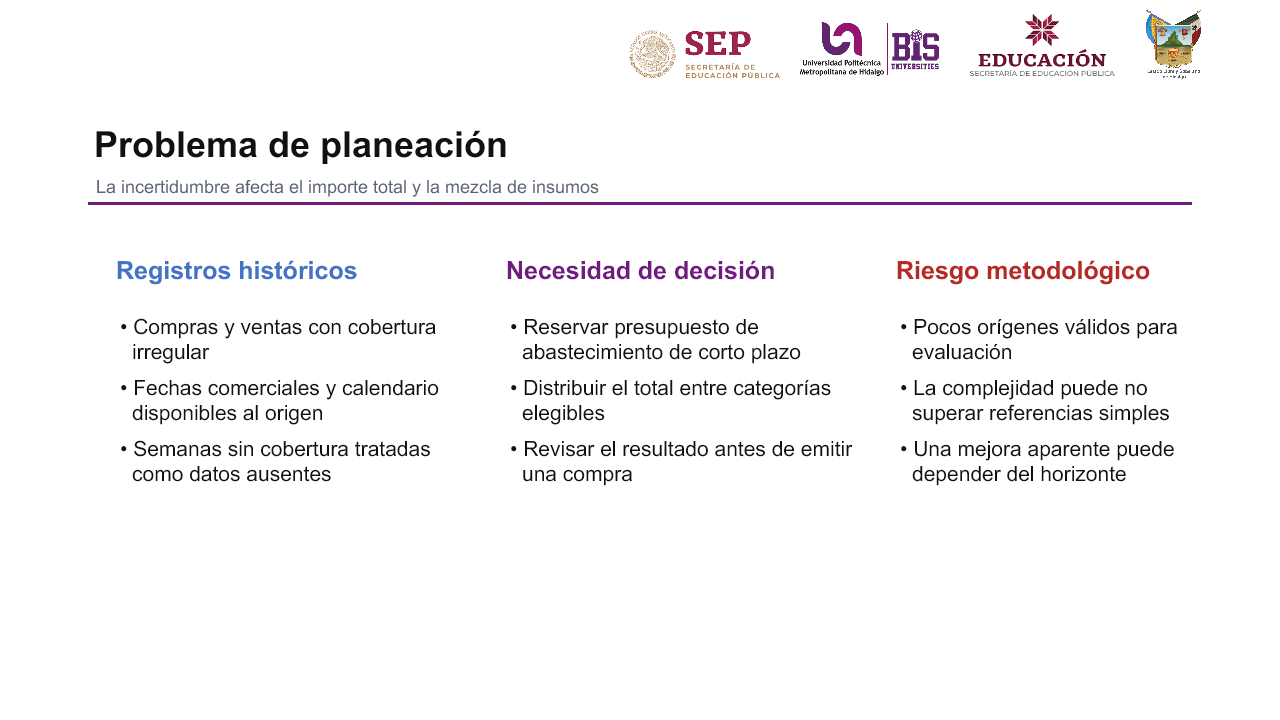 SEP
SECRETARÍA DE
EDUCACIÓN PÚBLICA
Universidad Politécnica
Metropolitana de Hidalgo
BIS
UNIVERSITIES
EDUCACIÓN
SECRETARÍA DE EDUCACIÓN PÚBLICA
Problema de planeación
La incertidumbre afecta el importe total y la mezcla de insumos
Registros históricos
• Compras y ventas con cobertura
irregular
• Fechas comerciales y calendario
disponibles al origen
• Semanas sin cobertura tratadas
como datos ausentes
Necesidad de decisión
• Reservar presupuesto de
abastecimiento de corto plazo
• Distribuir el total entre categorías
elegibles
• Revisar el resultado antes de emitir
una compra
Riesgo metodológico
• Pocos orígenes válidos para
evaluación
• La complejidad puede no
superar referencias simples
• Una mejora aparente puede
depender del horizonte